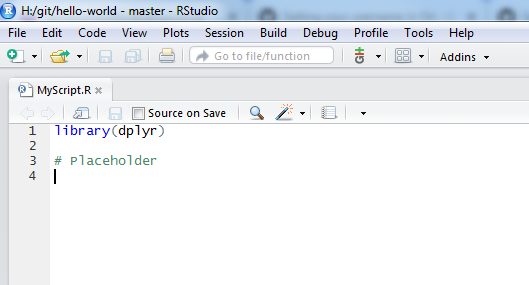 H:/git/hello-world - master - RStudio
File Edit Code View Plots Session Build Debug Profile Tools Help
Go to file/function Addins
MyScript.R
Source on Save
1 library(dplyr)
2
3 # Placeholder
4